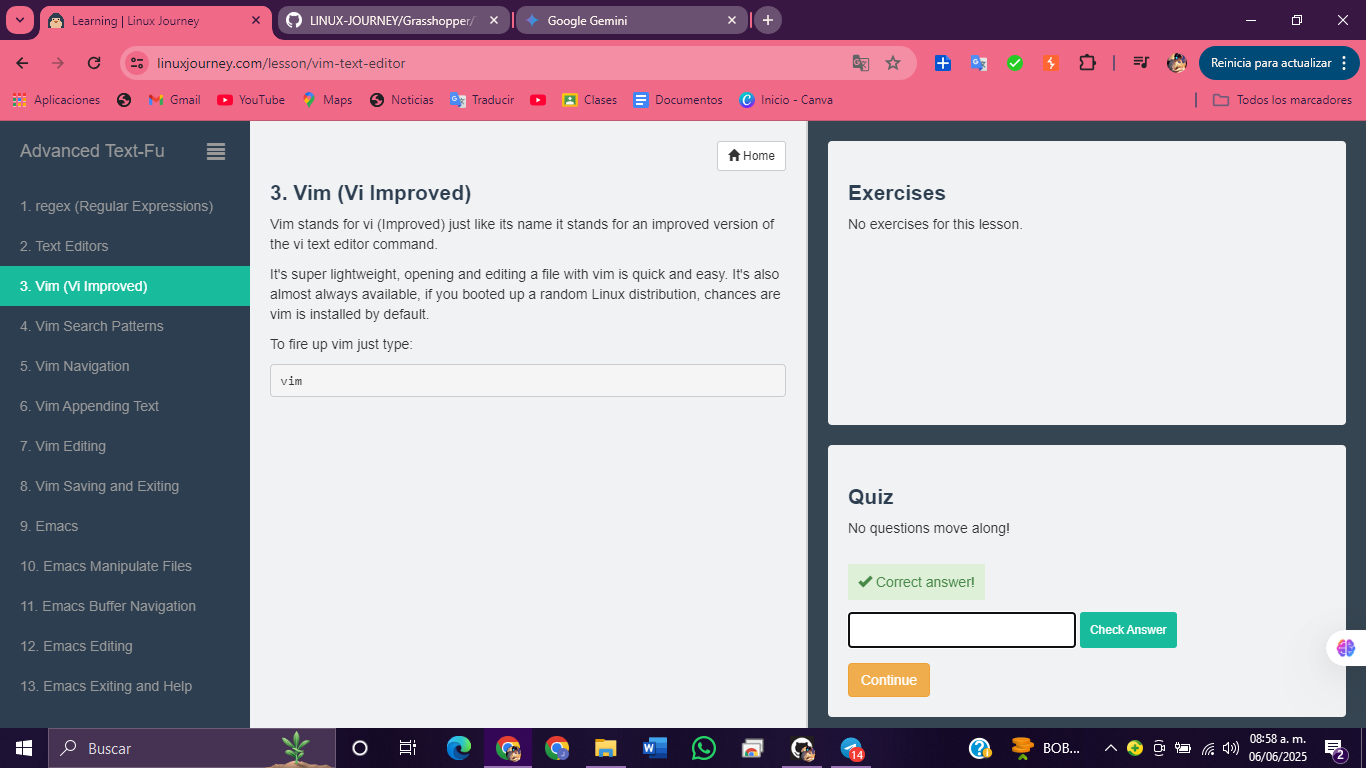 Learning | Linux Journey
LINUX-JOURNEY/Grasshopper/
Google Gemini
linuxjourney.com/lesson/vim-text-editor
Reinicia para actualizar
Aplicaciones
Gmail
YouTube
Maps
Noticias
Traducir
Clases
Documentos
Inicio - Canva
Todos los marcadores
Advanced Text-Fu
1. regex (Regular Expressions)
2. Text Editors
3. Vim (Vi Improved)
4. Vim Search Patterns
5. Vim Navigation
6. Vim Appending Text
7. Vim Editing
8. Vim Saving and Exiting
9. Emacs
10. Emacs Manipulate Files
11. Emacs Buffer Navigation
12. Emacs Editing
13. Emacs Exiting and Help
Home
3. Vim (Vi Improved)
Vim stands for vi (Improved) just like its name it stands for an improved version of
the vi text editor command.
It's super lightweight, opening and editing a file with vim is quick and easy. It's also
almost always available, if you booted up a random Linux distribution, chances are
vim is installed by default.
To fire up vim just type:
vim
Exercises
No exercises for this lesson.
Quiz
No questions move along!
Correct answer!
Check Answer
Continue
Buscar
14
BOB...
08:58 a. m.
06/06/2025
2